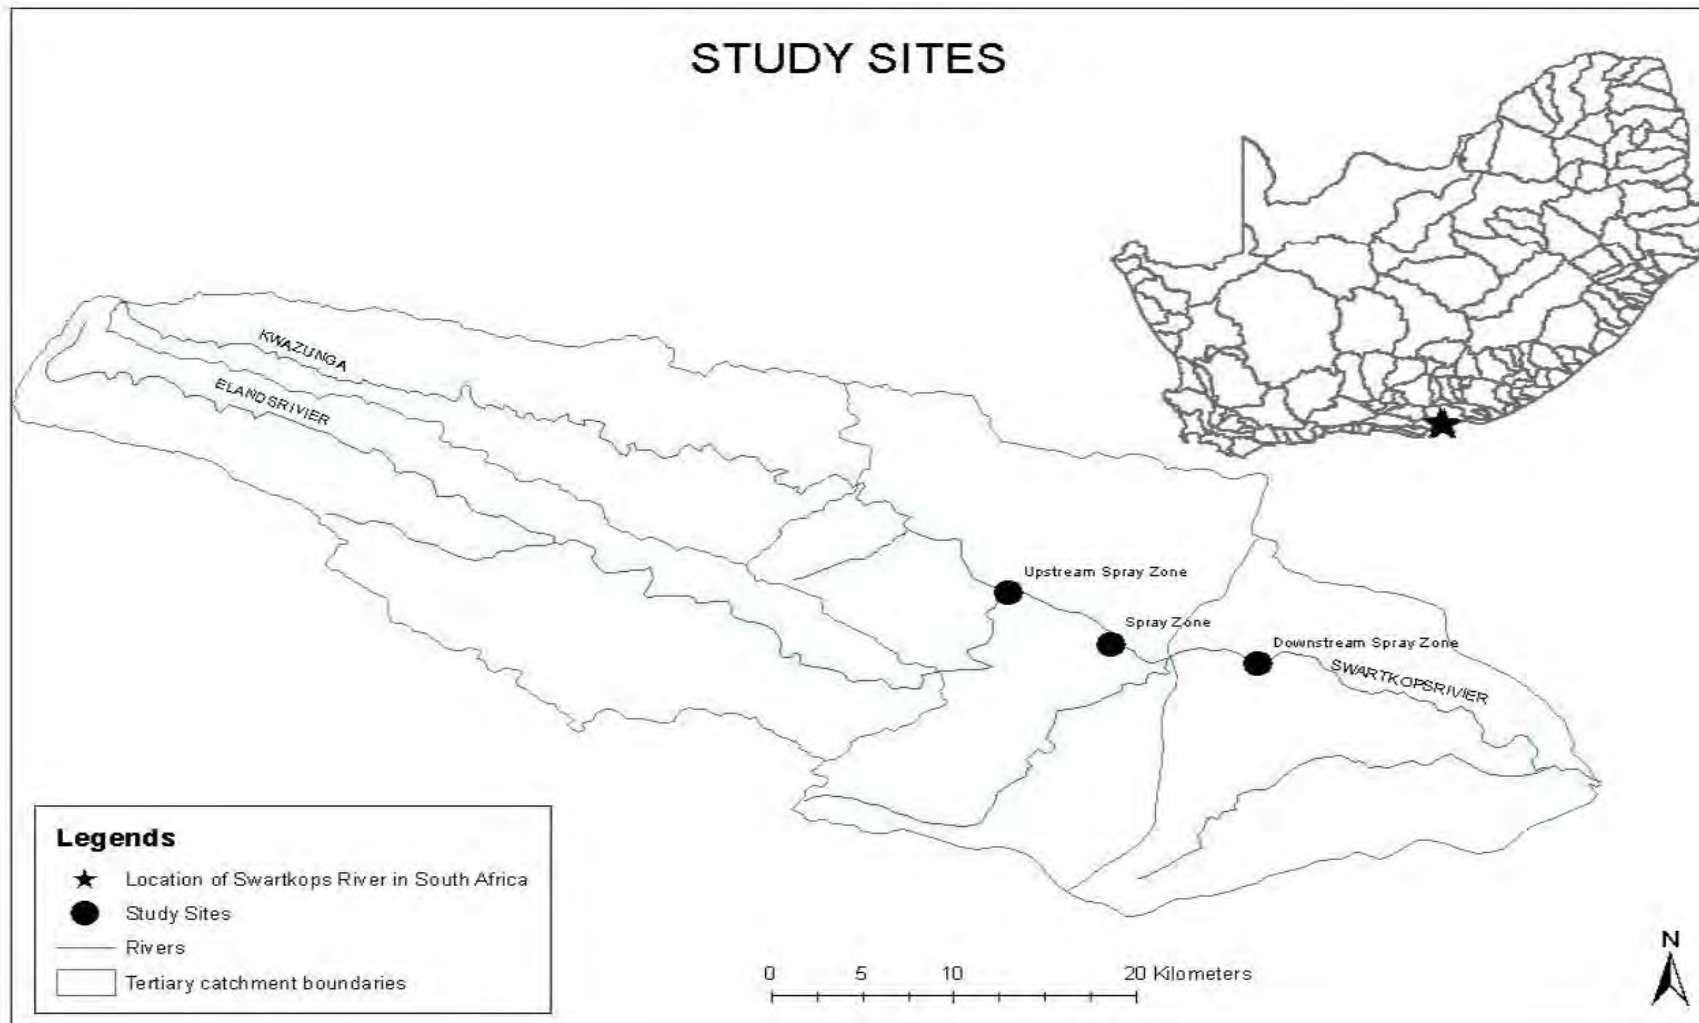 STUDY SITES
KWAZUNGA
ELANDSRIVIER
Upstream Spray Zone
Spray Zone
Downstream Spray Zone
SWARTKOPSRIVIER
Legends
Location of Swartkops River in South Africa
Study Sites
Rivers
Tertiary catchment boundaries
0 5 10 20 Kilometers
N